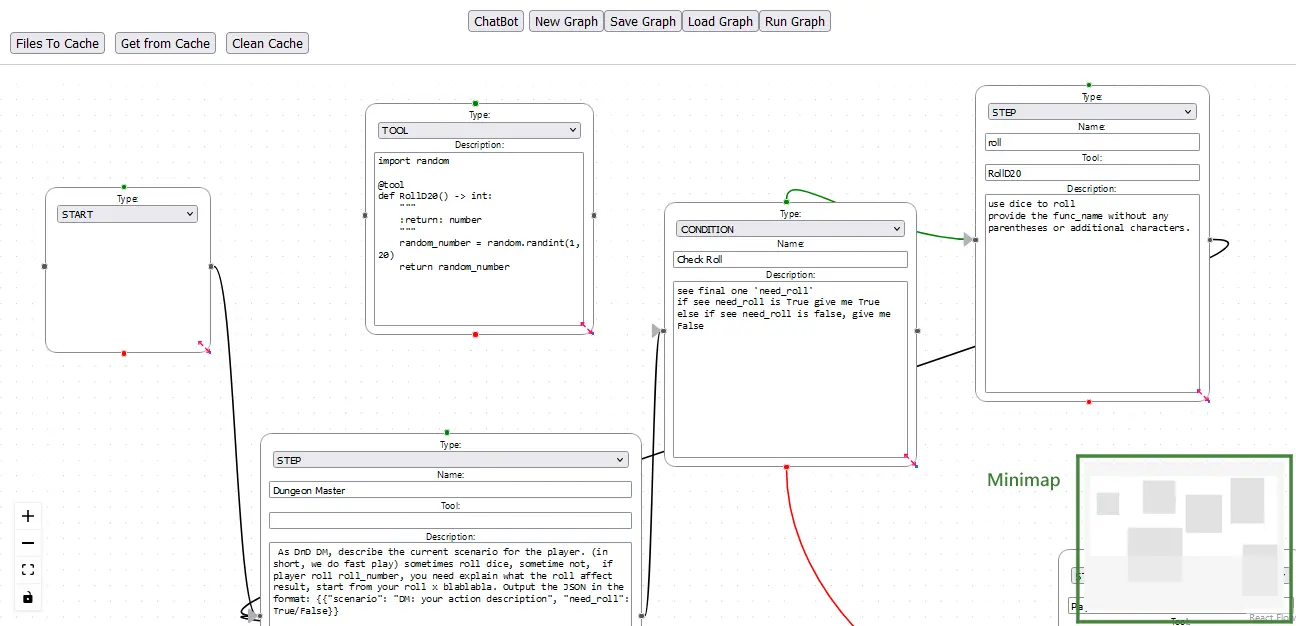 ChatBot New Graph Save Graph Load Graph Run Graph
Files To Cache Get from Cache Clean Cache
Type:
START
Type:
TOOL
Description:
import random
@tool
def RollD20() -> int:
"""
:return: number
"""
random_number = random.randint(1,
20)
return random_number
Type:
CONDITION
Name:
Check Roll
Description:
see final one 'need_roll'
if see need_roll is True give me True
else if see need_roll is false, give me
False
Type:
STEP
Name:
roll
Tool:
RollD20
Description:
use dice to roll
provide the func_name without any
parentheses or additional characters.
Type:
STEP
Name:
Dungeon Master
Tool:
Description:
As DnD DM, describe the current scenario for the player. (in
short, we do fast play) sometimes roll dice, sometime not, if
player roll roll_number, you need explain what the roll affect
result, start from your roll x blablabla. Output the JSON in the
format: {{"scenario": "DM: your action description", "need_roll":
True/False}}
Minimap
Tool:
React Flow